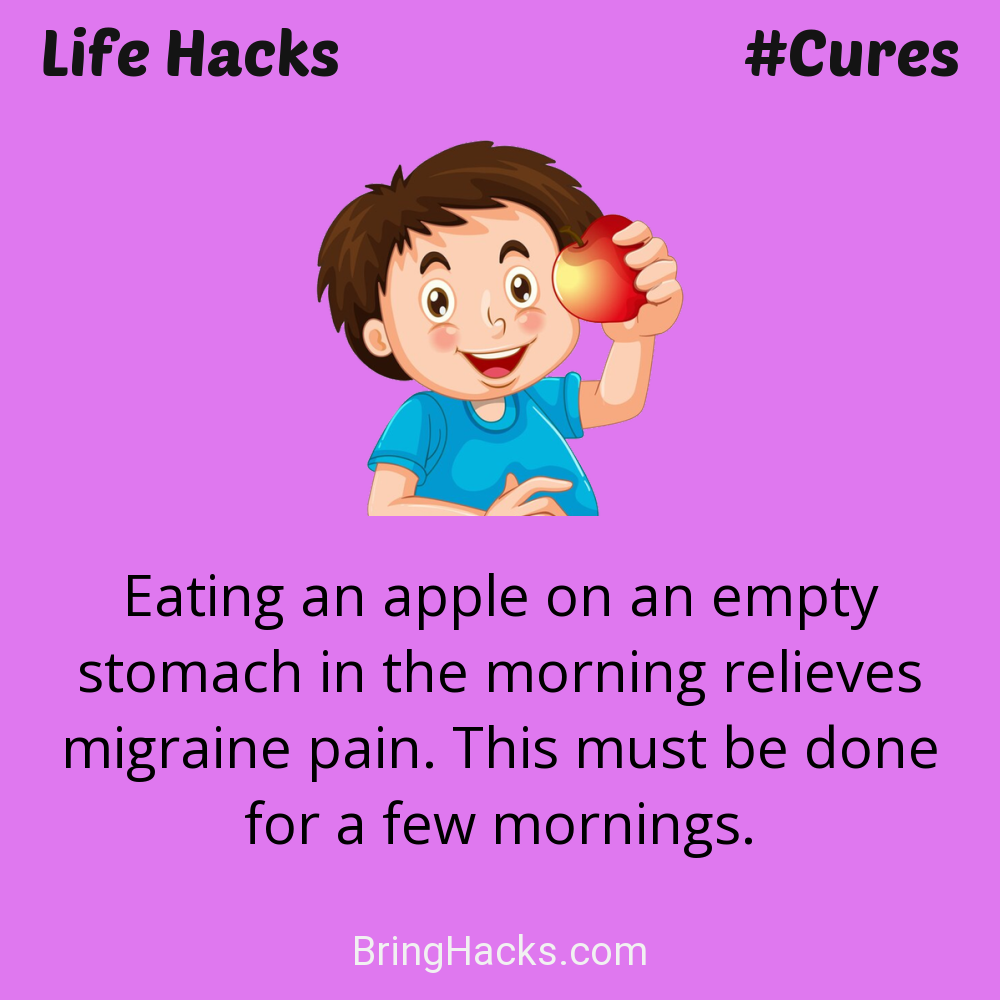 Life Hacks
#Cures
Eating an apple on an empty
stomach in the morning relieves
migraine pain. This must be done
for a few mornings.
BringHacks.com